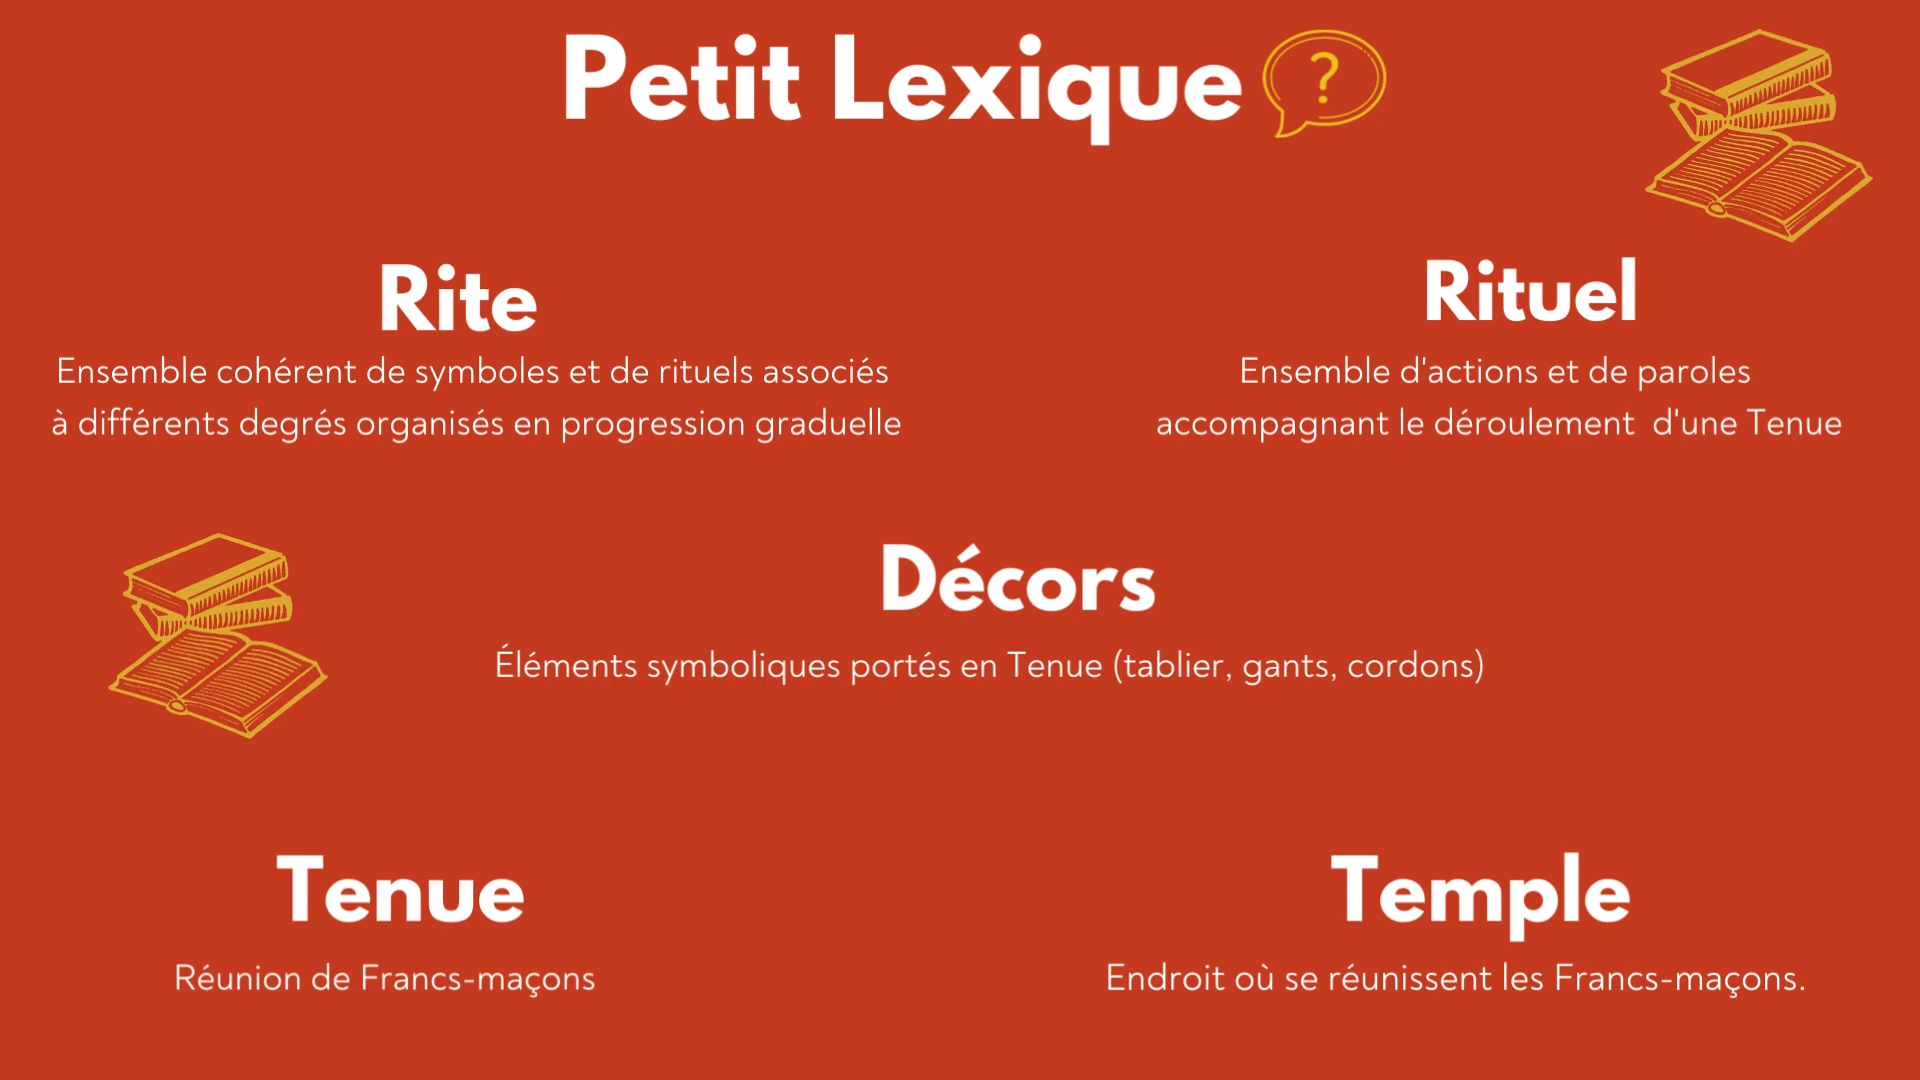 Petit Lexique ?
Rite
Ensemble cohérent de symboles et de rituels associés
à différents degrés organisés en progression graduelle
Rituel
Ensemble d'actions et de paroles
accompagnant le déroulement  d'une Tenue
Décors
Éléments symboliques portés en Tenue (tablier, gants, cordons)
Tenue
Réunion de Francs-maçons
Temple
Endroit où se réunissent les Francs-maçons.